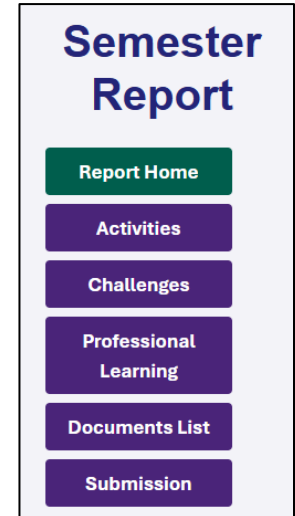 Semester
Report
Report Home
Activities
Challenges
Professional
Learning
Documents List
Submission